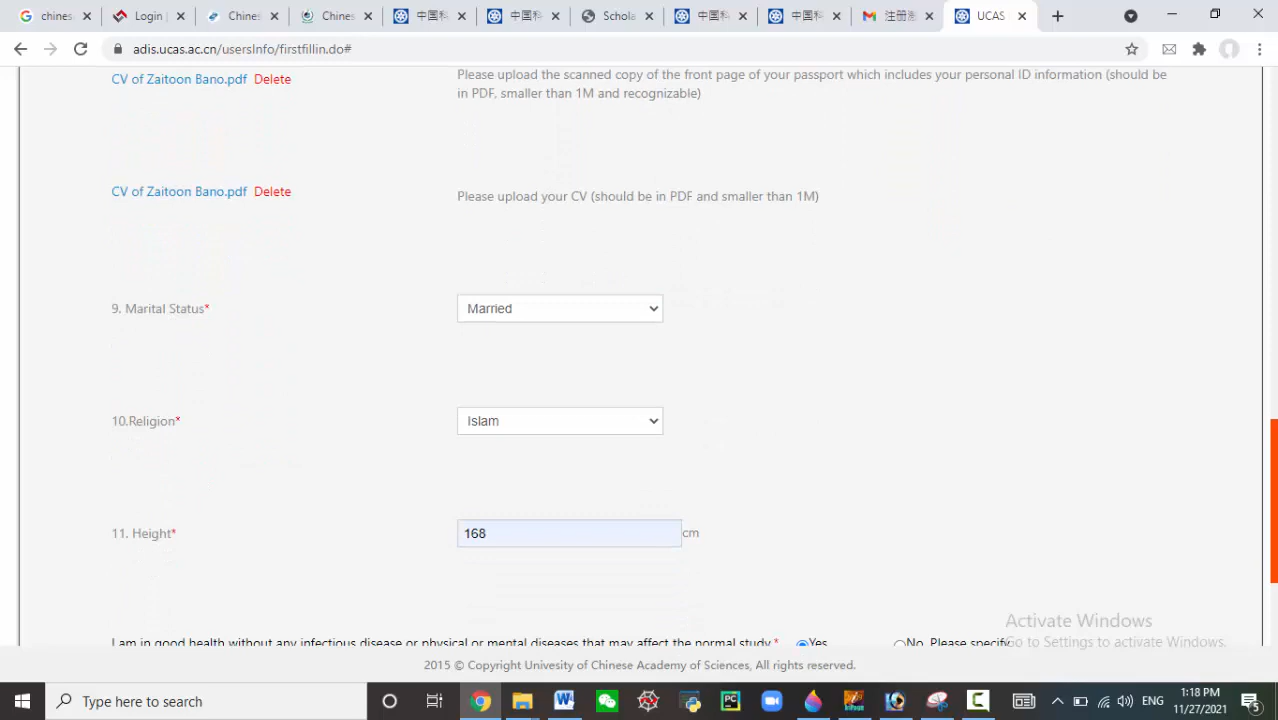 chines
Login |
Chines
Chines
中国科
中国科
Schola
中国科
中国科
注册激
UCAS
adis.ucas.ac.cn/usersInfo/firstfillin.do#
CV of Zaitoon Bano.pdf Delete
Please upload the scanned copy of the front page of your passport which includes your personal ID information (should be
in PDF, smaller than 1M and recognizable)
CV of Zaitoon Bano.pdf Delete
Please upload your CV (should be in PDF and smaller than 1M)
9. Marital Status*
Married
10.Religion*
Islam
11. Height*
168
cm
Activate Windows
Go to Settings to activate Windows.
I am in good health without any infectious disease or physical or mental diseases that may affect the normal study.* Yes No, Please specify
2015 © Copyright Univesity of Chinese Academy of Sciences, All rights reserved.
Type here to search
ENG
1:18 PM
11/27/2021
5